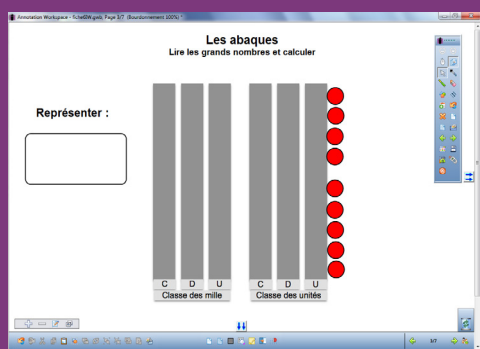 Annotation Workspace - fichetBW.gwb, Page 3/7 (Bourdonnement 100%) *
Les abaques
Lire les grands nombres et calculer
Représenter :
C D U C D U
Classe des mille Classe des unités
3/7